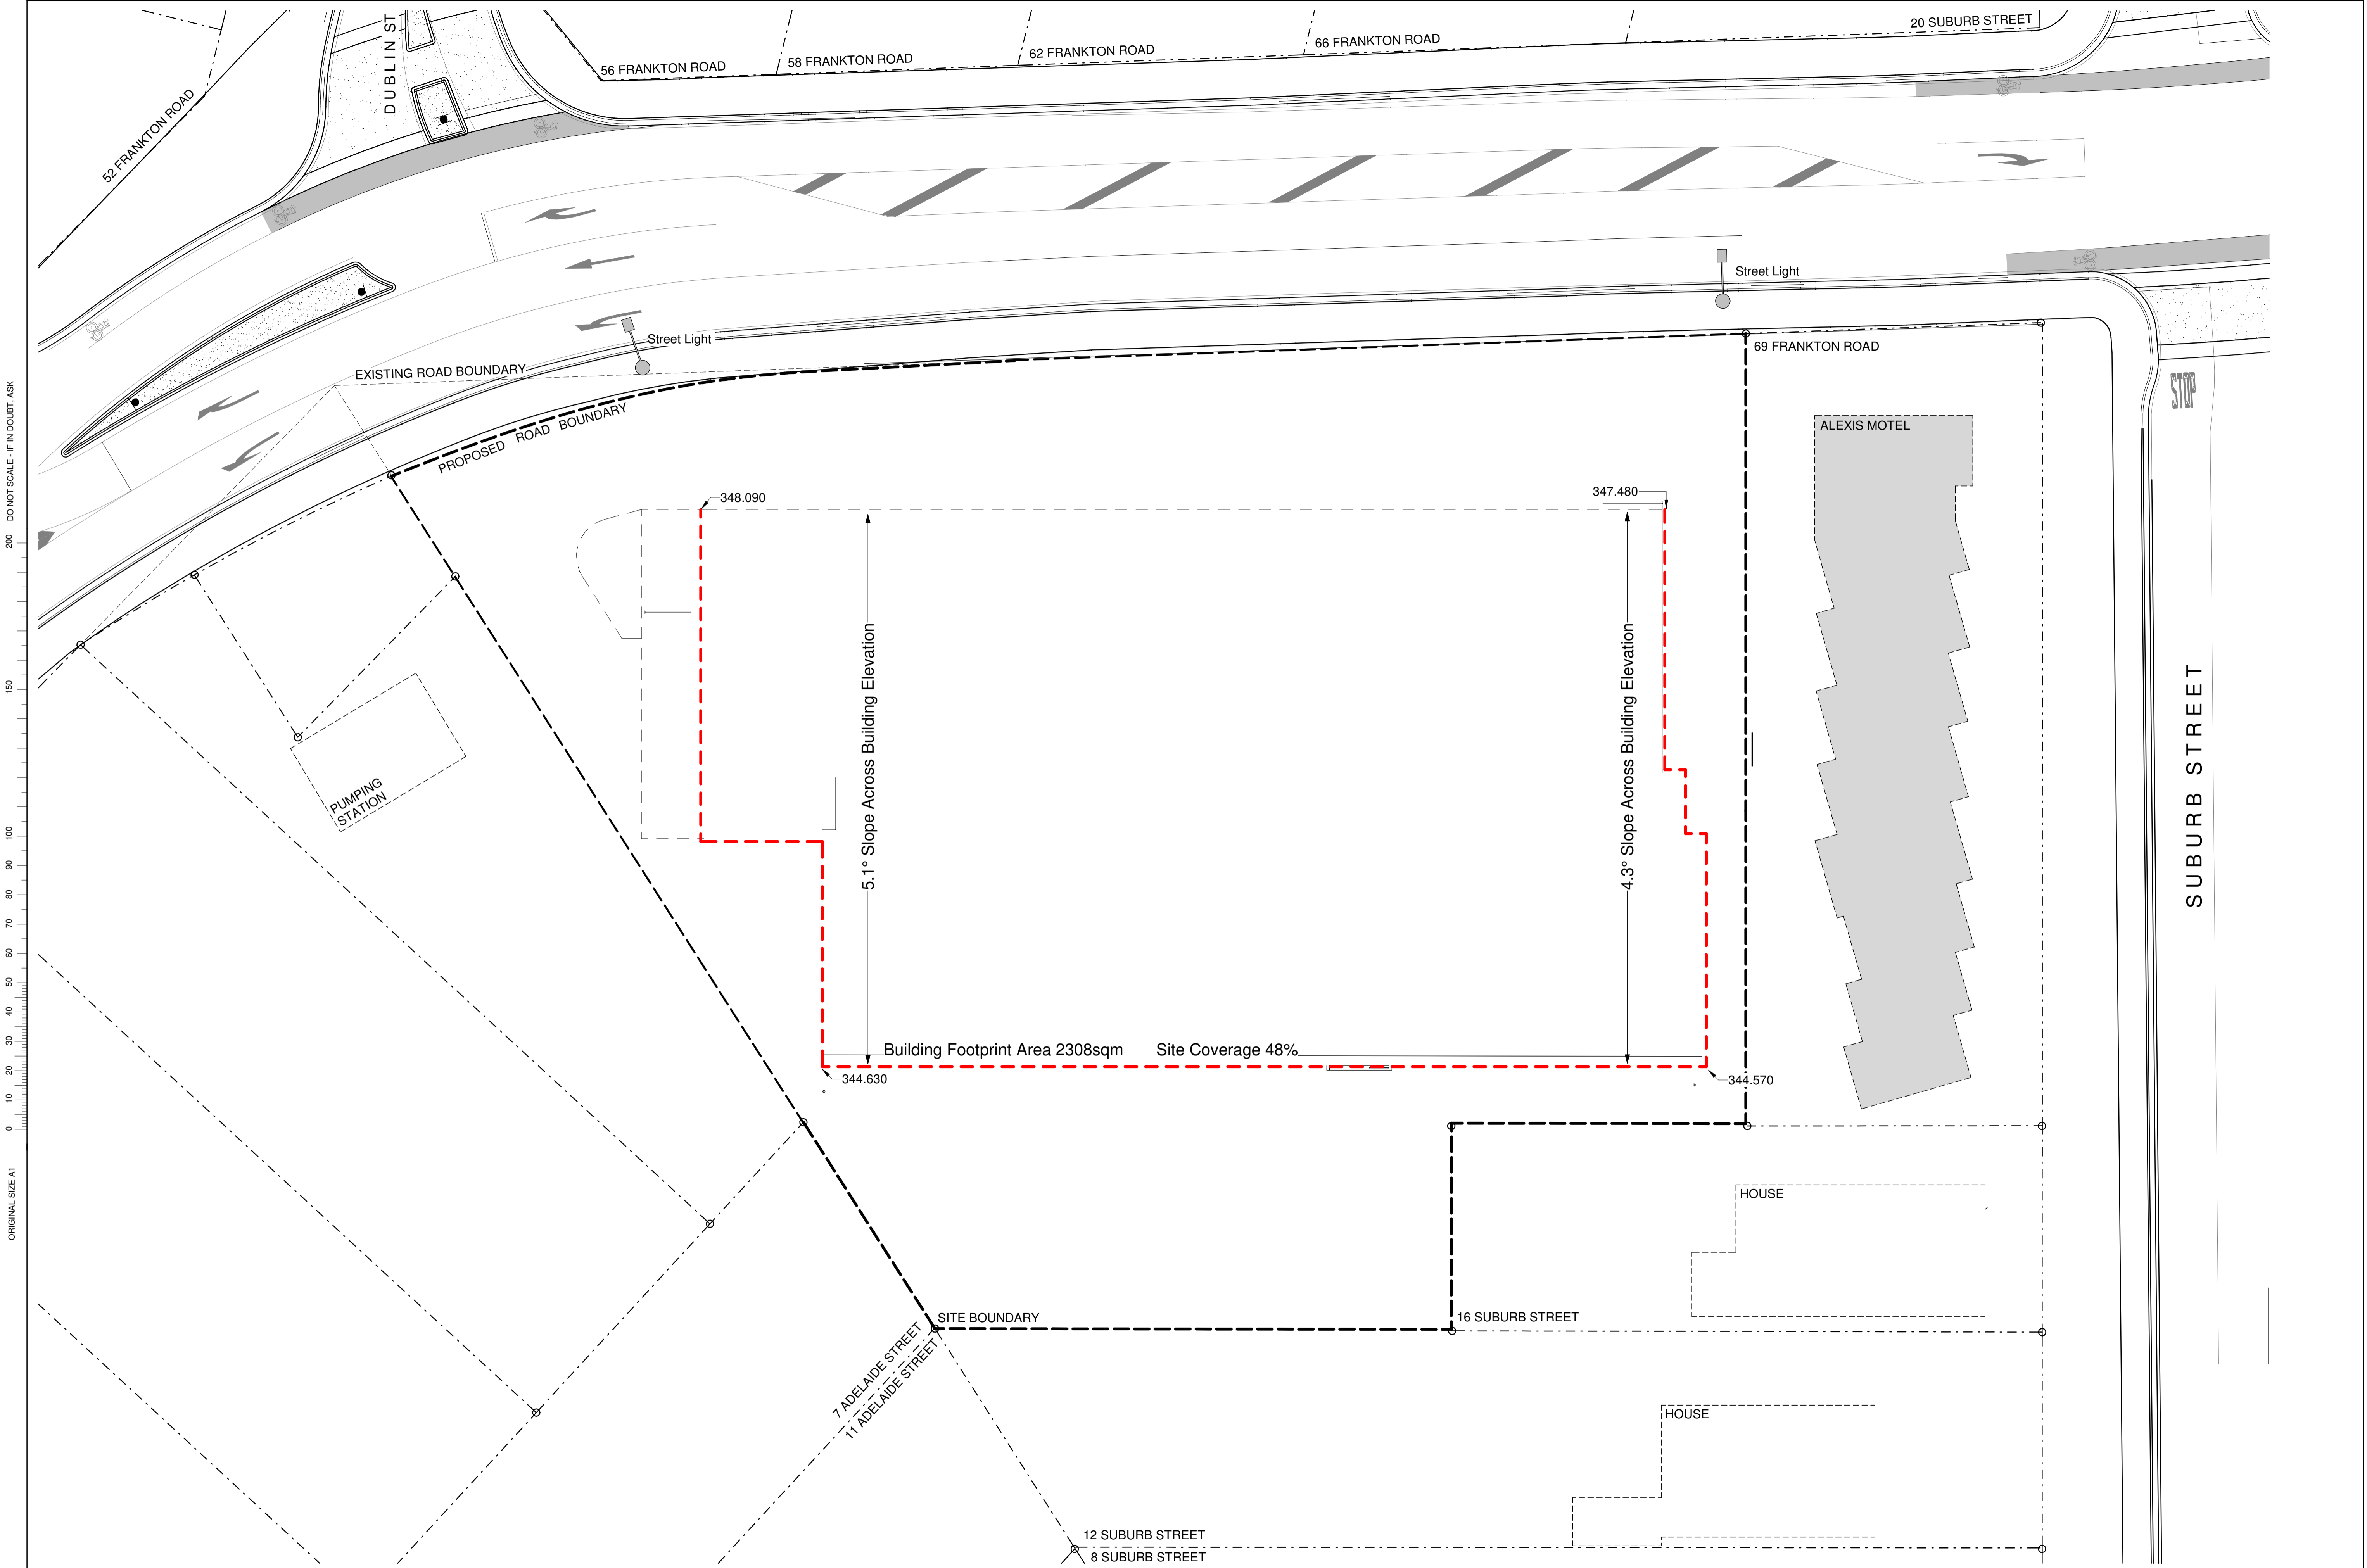 20 SUBURB STREET
66 FRANKTON ROAD
62 FRANKTON ROAD
58 FRANKTON ROAD
56 FRANKTON ROAD
DUBLIN ST
52 FRANKTON ROAD
Street Light
Street Light
69 FRANKTON ROAD
EXISTING ROAD BOUNDARY
PROPOSED ROAD BOUNDARY
STOP
ALEXIS MOTEL
348.090
347.480
5.1° Slope Across Building Elevation
4.3° Slope Across Building Elevation
PUMPING
STATION
SUBURB STREET
Building Footprint Area 2308sqm
Site Coverage 48%
344.630
344.570
HOUSE
SITE BOUNDARY
16 SUBURB STREET
7 ADELAIDE STREET
11 ADELAIDE STREET
HOUSE
12 SUBURB STREET
8 SUBURB STREET
DO NOT SCALE - IF IN DOUBT, ASK
200
150
100
90
80
70
60
50
40
30
20
10
0
ORIGINAL SIZE A1